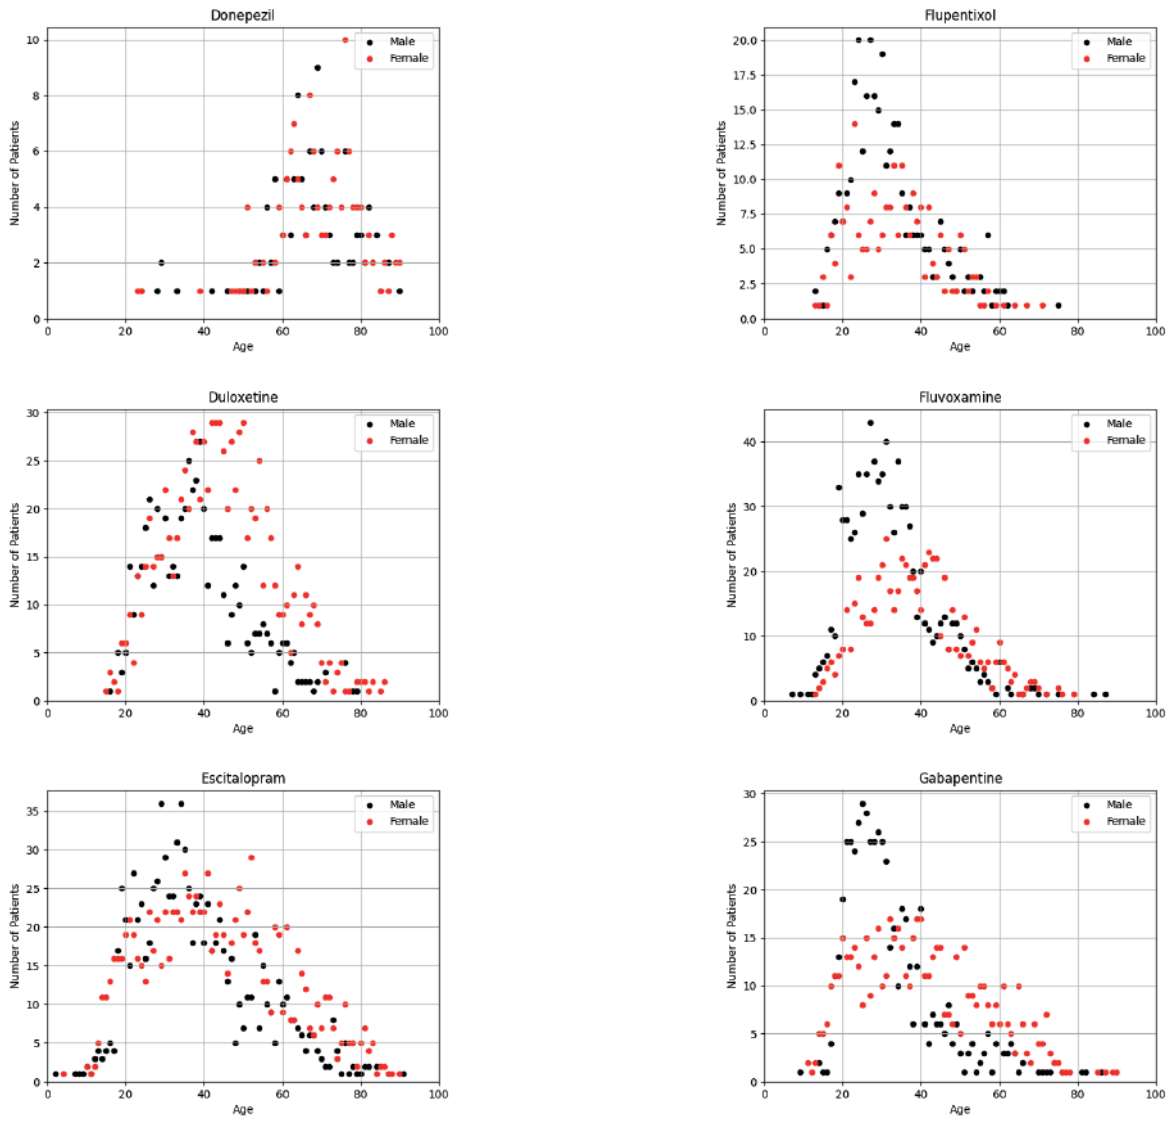 Donepezil
10
8
6
4
2
0
Number of Patients
Male
Female
0 20 40 60 80 100
Age
Flupentixol
20.0
17.5
15.0
12.5
10.0
7.5
5.0
2.5
0.0
Number of Patients
Male
Female
0 20 40 60 80 100
Age
Duloxetine
30
25
20
15
10
5
0
Number of Patients
Male
Female
0 20 40 60 80 100
Age
Fluvoxamine
40
30
20
10
0
Number of Patients
Male
Female
0 20 40 60 80 100
Age
Escitalopram
35
30
25
20
15
10
5
0
Number of Patients
Male
Female
0 20 40 60 80 100
Age
Gabapentine
30
25
20
15
10
5
0
Number of Patients
Male
Female
0 20 40 60 80 100
Age